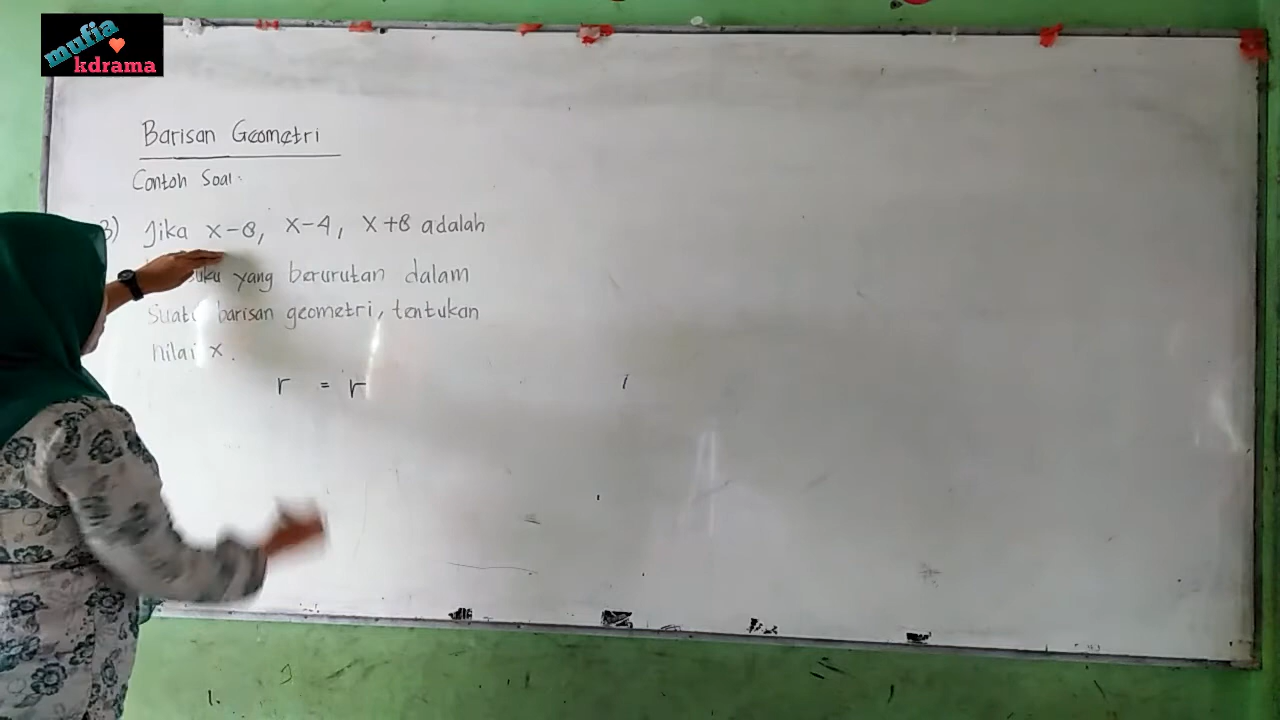 mufia
kdrama
Barisan Geometri
Contoh Soal:
3) Jika x-8, x-4, x+8 adalah
suku yang berurutan dalam
Suatu barisan geometri, tentukan
nilai x.
r = r